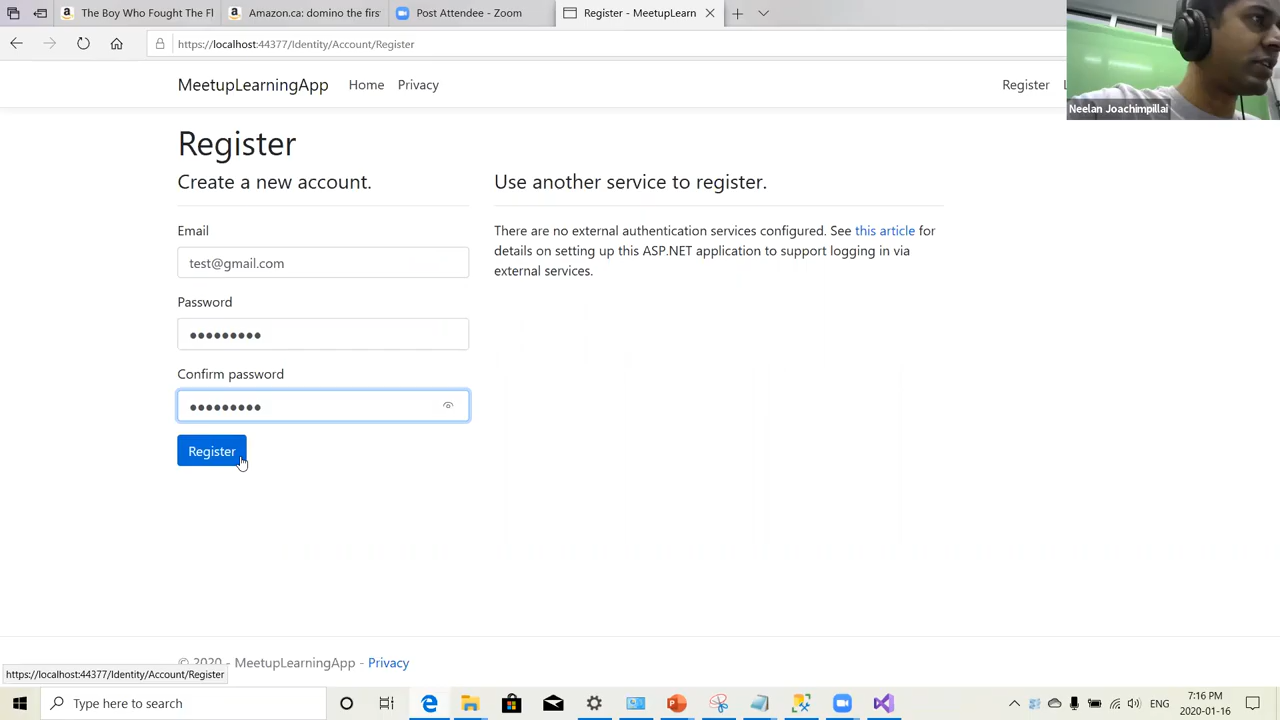 The Boy Who Fought The Fl
Amazon.ca: domino the firs
Post Attendee - Zoom
Register - MeetupLearn
https://localhost:44377/Identity/Account/Register
MeetupLearningApp
Home
Privacy
Register
Neelan Joachimpillai
Register
Create a new account.
Use another service to register.
Email
There are no external authentication services configured. See this article for
details on setting up this ASP.NET application to support logging in via
external services.
test@gmail.com
Password
Confirm password
Register
© 2020 - MeetupLearningApp - Privacy
https://localhost:44377/Identity/Account/Register
Type here to search
ENG
7:16 PM
2020-01-16